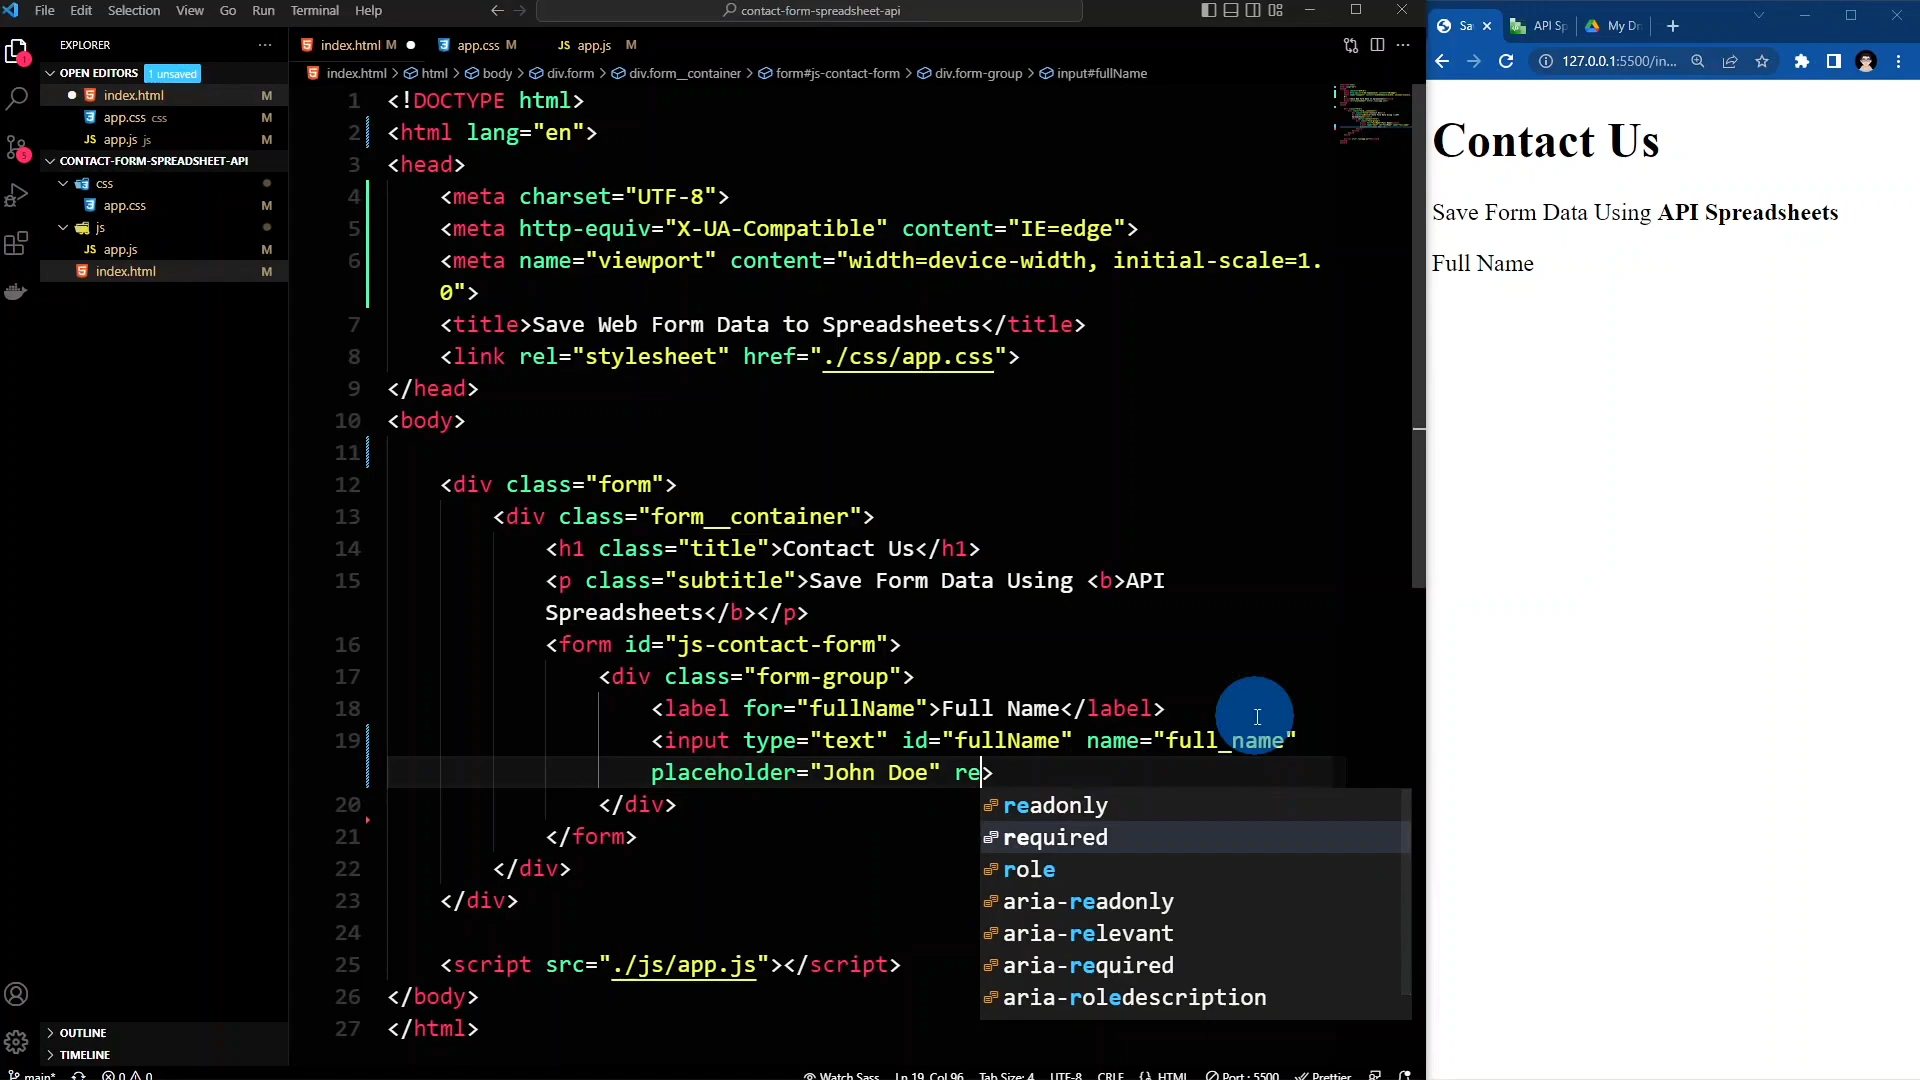 File Edit Selection View Go Run Terminal Help
contact-form-spreadsheet-api
EXPLORER
OPEN EDITORS 1 unsaved
index.html M
app.css css M
JS app.js js M
CONTACT-FORM-SPREADSHEET-API
css
app.css M
js
JS app.js M
index.html M
OUTLINE
TIMELINE
index.html M
app.css M
JS app.js M
index.html > html > body > div.form > div.form__container > form#js-contact-form > div.form-group > input#fullName
1 <!DOCTYPE html>
2 <html lang="en">
3 <head>
4 <meta charset="UTF-8">
5 <meta http-equiv="X-UA-Compatible" content="IE=edge">
6 <meta name="viewport" content="width=device-width, initial-scale=1.
0">
7 <title>Save Web Form Data to Spreadsheets</title>
8 <link rel="stylesheet" href="./css/app.css">
9 </head>
10 <body>
11
12 <div class="form">
13 <div class="form__container">
14 <h1 class="title">Contact Us</h1>
15 <p class="subtitle">Save Form Data Using <b>API
Spreadsheets</b></p>
16 <form id="js-contact-form">
17 <div class="form-group">
18 <label for="fullName">Full Name</label>
19 <input type="text" id="fullName" name="full_name"
placeholder="John Doe" re>
20 </div>
21 </form>
22 </div>
23 </div>
24
25 <script src="./js/app.js"></script>
26 </body>
27 </html>
readonly
required
role
aria-readonly
aria-relevant
aria-required
aria-roledescription
main* 0 0 Watch Sass Ln 19, Col 96 Tab Size: 4 UTF-8 CRLF HTML Port : 5500 Prettier
Sa API Sp My Dr
127.0.0.1:5500/in...
Contact Us
Save Form Data Using API Spreadsheets
Full Name